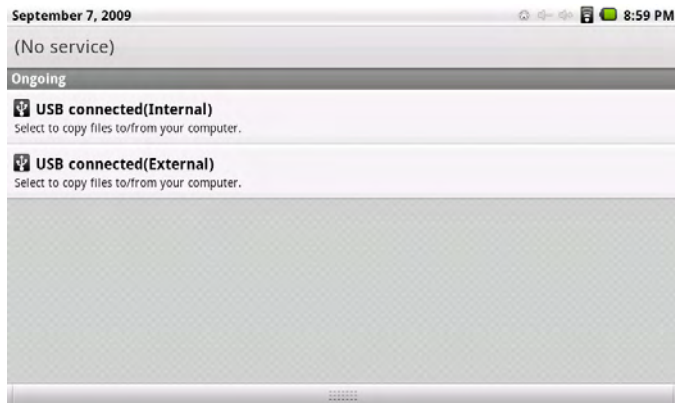 September 7, 2009 8:59 PM
(No service)
Ongoing
USB connected(Internal)
Select to copy files to/from your computer.
USB connected(External)
Select to copy files to/from your computer.